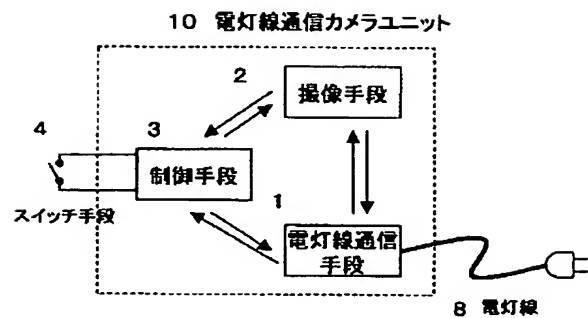 10 電灯線通信カメラユニット
2
撮像手段
4
3
制御手段
スイッチ手段
1
電灯線通信
手段
8 電灯線